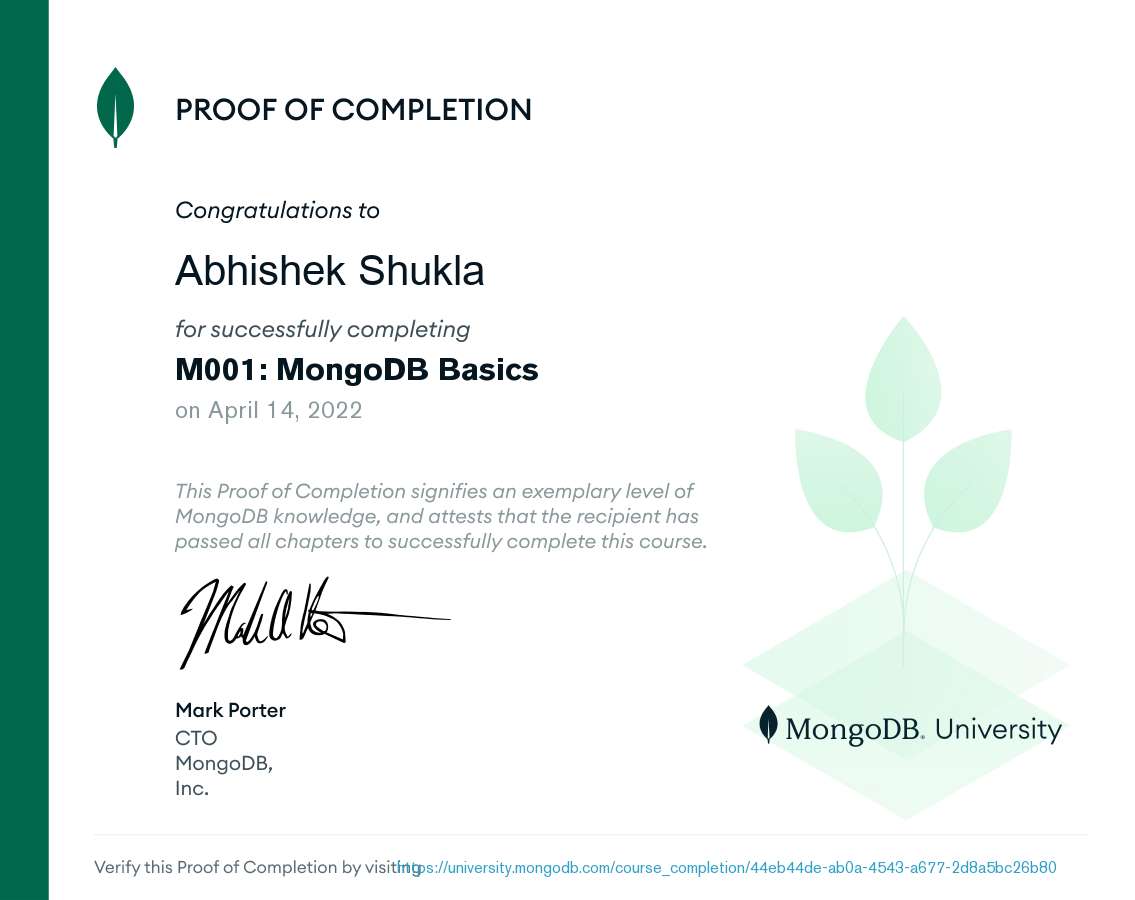 PROOF OF COMPLETION
Congratulations to
Abhishek Shukla
for successfully completing
M001: MongoDB Basics
on April 14, 2022
This Proof of Completion signifies an exemplary level of
MongoDB knowledge, and attests that the recipient has
passed all chapters to successfully complete this course.
Mark Porter
CTO
MongoDB,
Inc.
MongoDB. University
Verify this Proof of Completion by visiting https://university.mongodb.com/course_completion/44eb44de-ab0a-4543-a677-2d8a5bc26b80